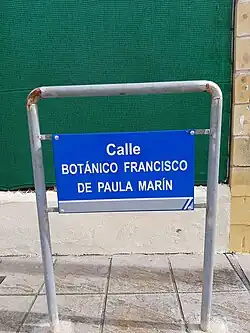 Calle
BOTÁNICO FRANCISCO
DE PAULA MARÍN